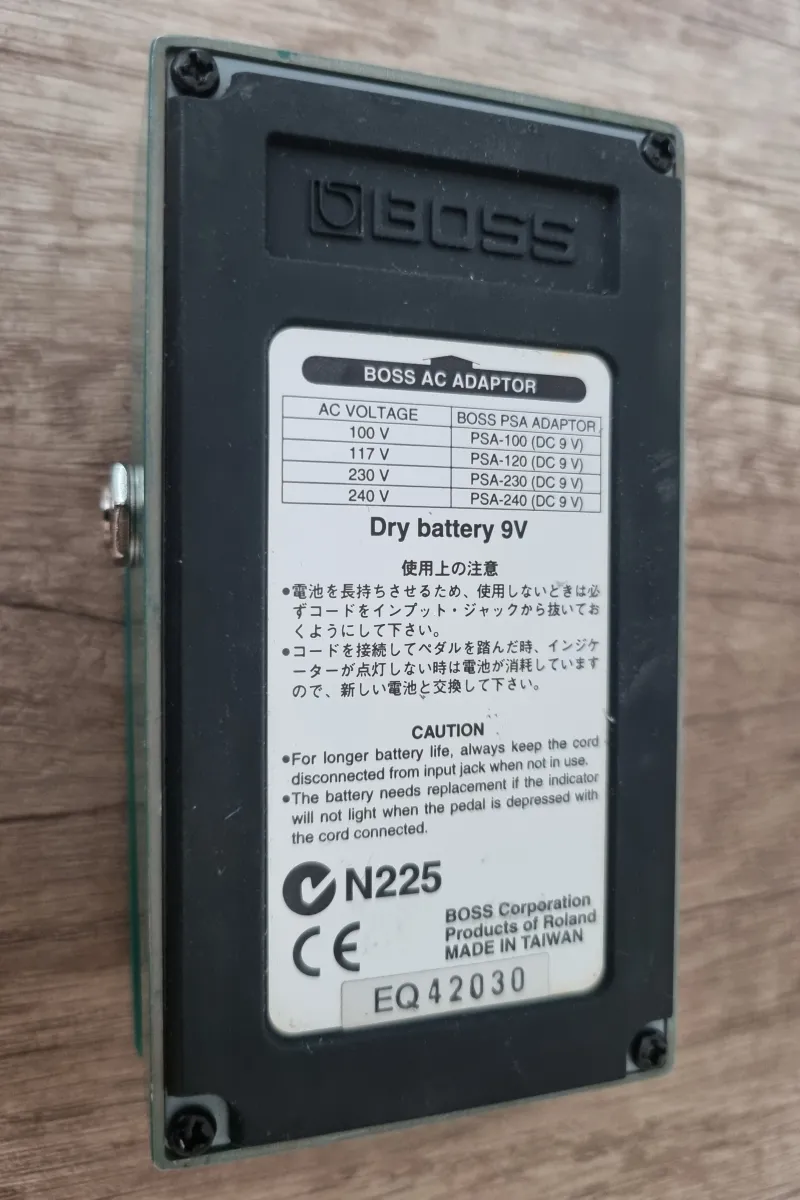 BOSS
BOSS AC ADAPTOR
AC VOLTAGE BOSS PSA ADAPTOR
100 V PSA-100 (DC 9 V)
117 V PSA-120 (DC 9 V)
230 V PSA-230 (DC 9 V)
240 V PSA-240 (DC 9 V)
Dry battery 9V
使用上の注意
●電池を長持ちさせるため、使用しないときは必
ずコードをインプット・ジャックから抜いてお
くようにして下さい。
●コードを接続してペダルを踏んだ時、インジケ
ーターが点灯しない時は電池が消耗しています
ので、新しい電池と交換して下さい。
CAUTION
●For longer battery life, always keep the cord
disconnected from input jack when not in use.
●The battery needs replacement if the indicator
will not light when the pedal is depressed with
the cord connected.
N225
CE
BOSS Corporation
Products of Roland
MADE IN TAIWAN
EQ42030